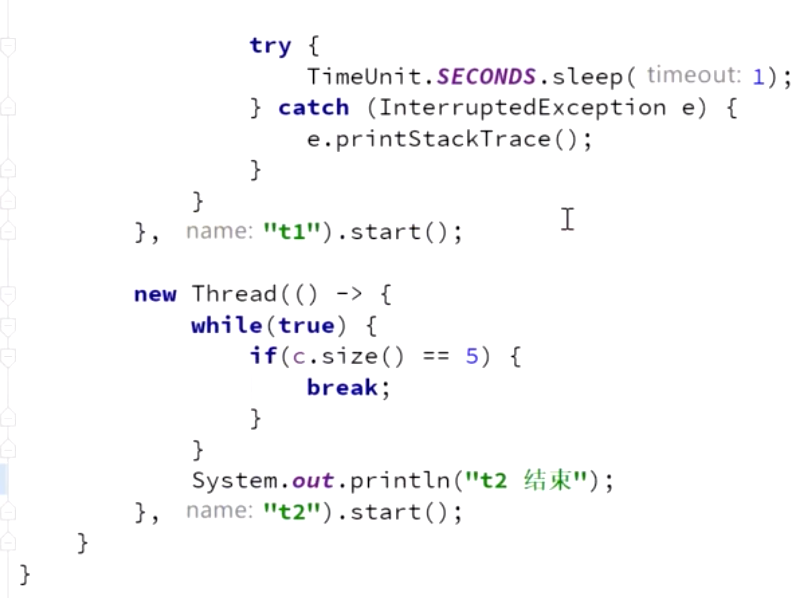 try {
TimeUnit.SECONDS.sleep( timeout: 1);
} catch (InterruptedException e) {
e.printStackTrace();
}
}
}, name: "t1").start();
new Thread(() -> {
while(true) {
if(c.size() == 5) {
break;
}
}
System.out.println("t2 结束");
}, name: "t2").start();
}
}